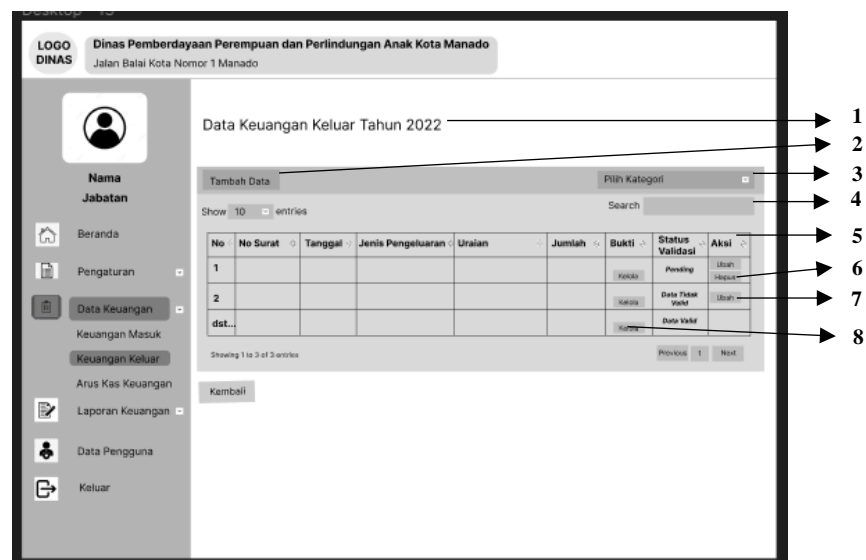 Desktop - 13
LOGO
DINAS
Dinas Pemberdayaan Perempuan dan Perlindungan Anak Kota Manado
Jalan Balai Kota Nomor 1 Manado
Nama
Jabatan
Beranda
Pengaturan
Data Keuangan
Keuangan Masuk
Keuangan Keluar
Arus Kas Keuangan
Laporan Keuangan
Data Pengguna
Keluar
Data Keuangan Keluar Tahun 2022
Tambah Data Pilih Kategori
Show 10 entries Search
No No Surat Tanggal Jenis Pengeluaran Uraian Jumlah Bukti Status Validasi Aksi
1 Kelola Pending Ubah Hapus
2 Kelola Data Tidak Valid Ubah
dst... Kelola Data Valid
Showing 1 to 3 of 3 entries Previous 1 Next
Kembali
1
2
3
4
5
6
7
8